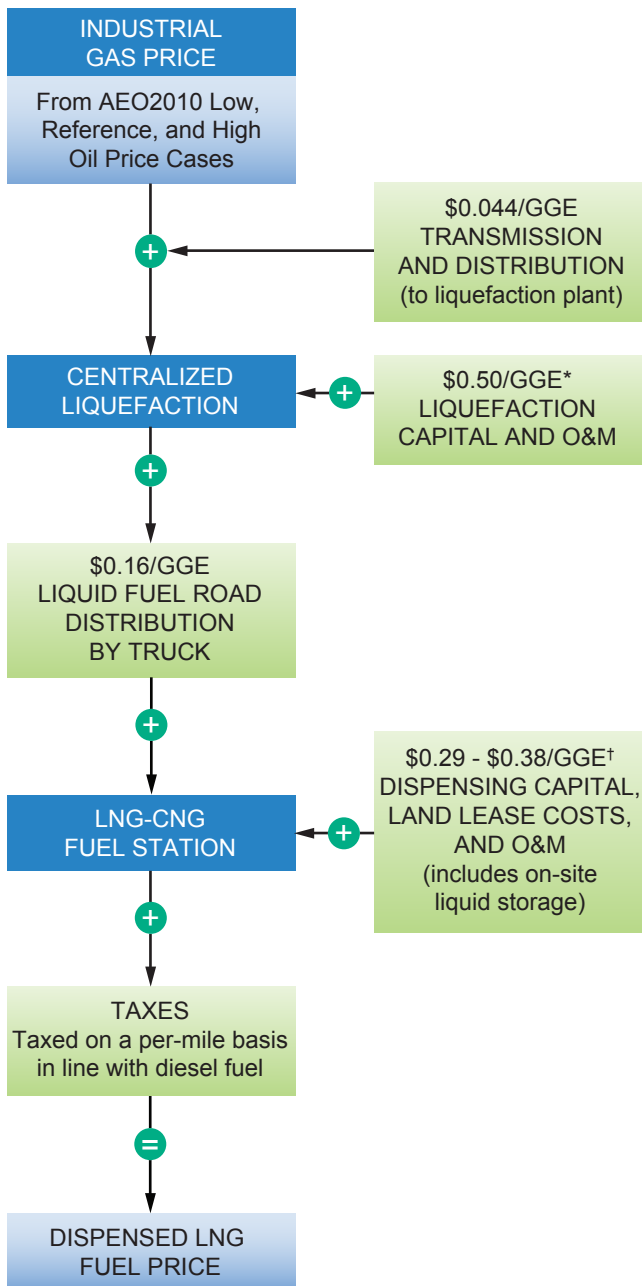 INDUSTRIAL
GAS PRICE
From AEO2010 Low,
Reference, and High
Oil Price Cases
+
$0.044/GGE
TRANSMISSION
AND DISTRIBUTION
(to liquefaction plant)
CENTRALIZED
LIQUEFACTION
+
$0.50/GGE*
LIQUEFACTION
CAPITAL AND O&M
+
$0.16/GGE
LIQUID FUEL ROAD
DISTRIBUTION
BY TRUCK
+
LNG-CNG
FUEL STATION
+
$0.29 - $0.38/GGE†
DISPENSING CAPITAL,
LAND LEASE COSTS,
AND O&M
(includes on-site
liquid storage)
+
TAXES
Taxed on a per-mile basis
in line with diesel fuel
=
DISPENSED LNG
FUEL PRICE